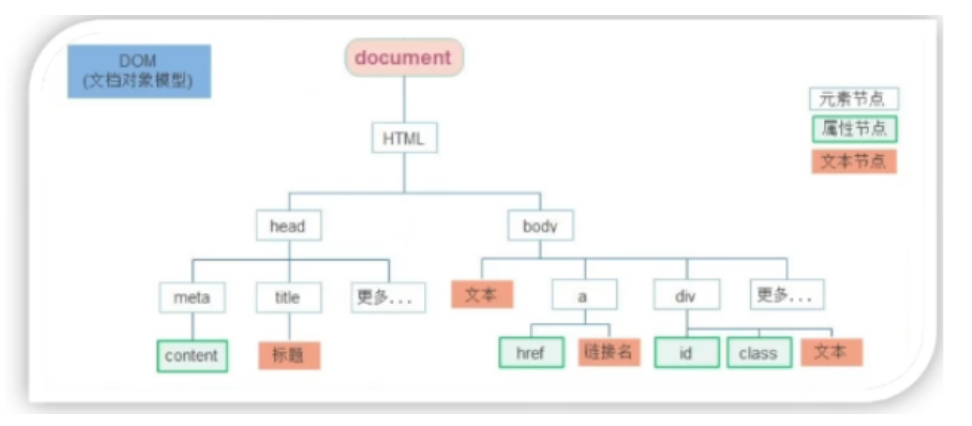 DOM
(文档对象模型)
document
元素节点
属性节点
文本节点
HTML
head
body
meta
title
更多...
文本
a
div
更多...
content
标题
href
链接名
id
class
文本